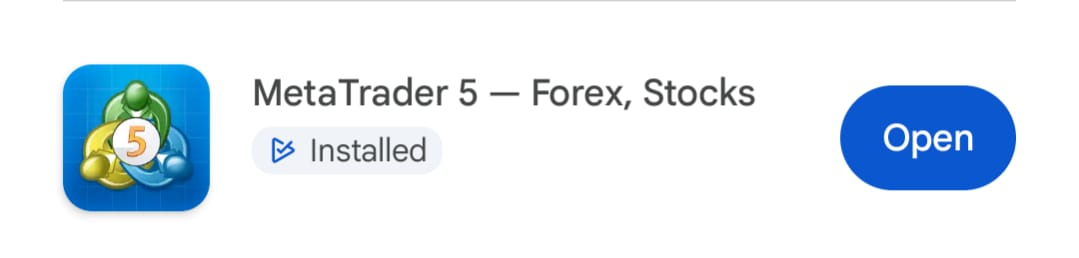 MetaTrader 5 — Forex, Stocks
5
Installed
Open